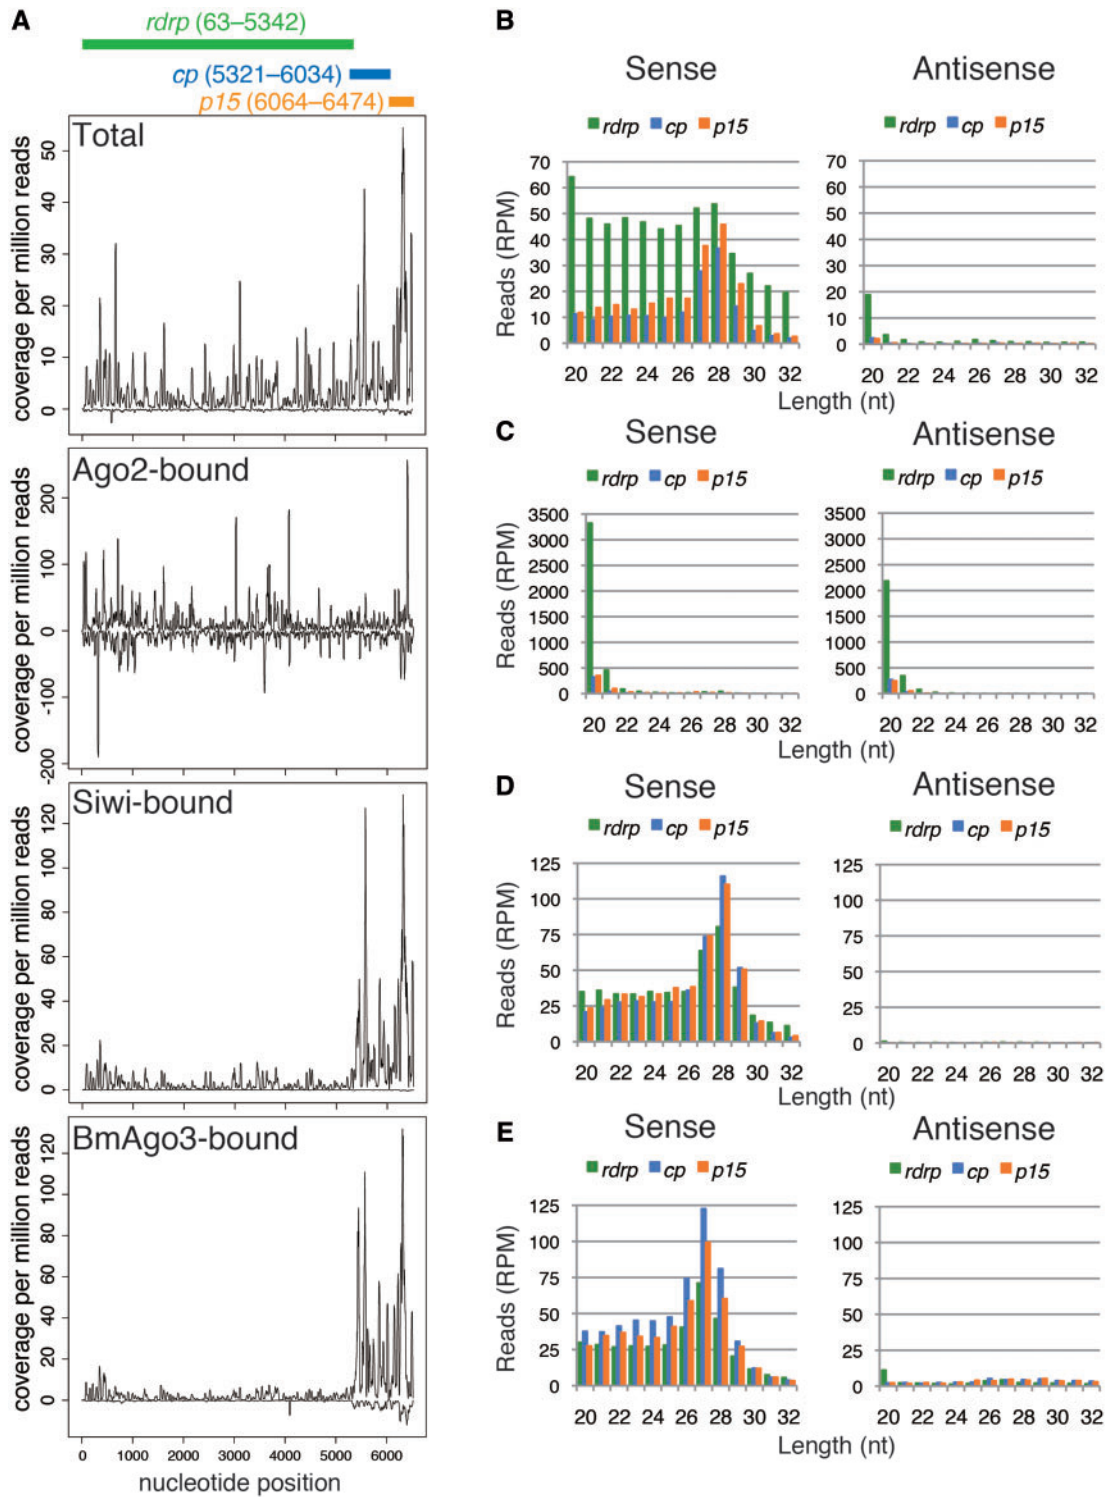 A
rdrp (63–5342)
cp (5321–6034)
p15 (6064–6474)
Total
coverage per million reads
50
40
30
20
10
0
Ago2-bound
coverage per million reads
200
100
0
-100
-200
Siwi-bound
coverage per million reads
120
100
80
60
40
20
0
BmAgo3-bound
coverage per million reads
120
100
80
60
40
20
0
0 1000 2000 3000 4000 5000 6000
nucleotide position
B
Sense Antisense
rdrp cp p15 rdrp cp p15
Reads (RPM)
70 70
60 60
50 50
40 40
30 30
20 20
10 10
0 0
20 22 24 26 28 30 32 20 22 24 26 28 30 32
Length (nt)
C
Sense Antisense
rdrp cp p15 rdrp cp p15
Reads (RPM)
3500 3500
3000 3000
2500 2500
2000 2000
1500 1500
1000 1000
500 500
0 0
20 22 24 26 28 30 32 20 22 24 26 28 30 32
Length (nt)
D
Sense Antisense
rdrp cp p15 rdrp cp p15
Reads (RPM)
125 125
100 100
75 75
50 50
25 25
0 0
20 22 24 26 28 30 32 20 22 24 26 28 30 32
Length (nt)
E
Sense Antisense
rdrp cp p15 rdrp cp p15
Reads (RPM)
125 125
100 100
75 75
50 50
25 25
0 0
20 22 24 26 28 30 32 20 22 24 26 28 30 32
Length (nt)